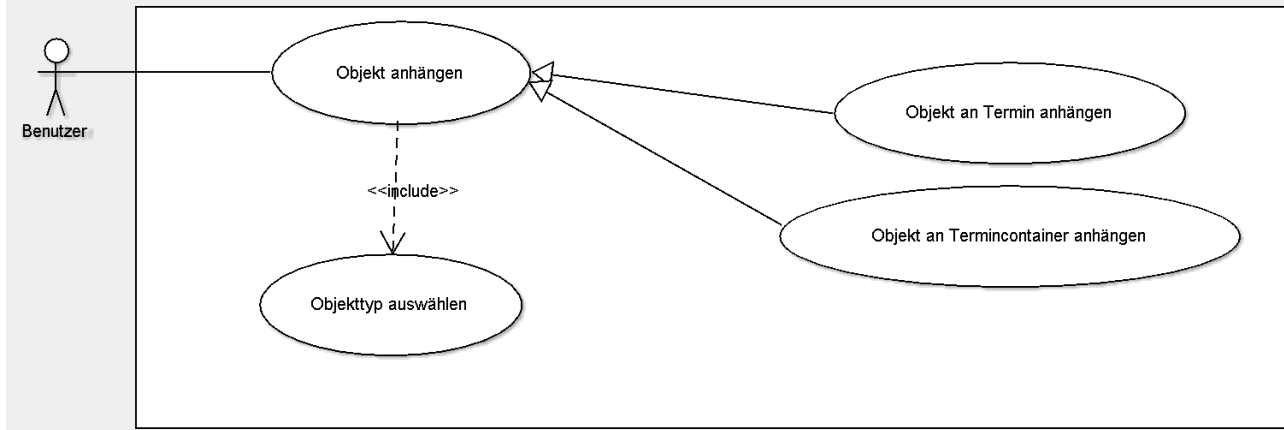 Objekt anhängen
Objekt an Termin anhängen
Benutzer
<<include>>
Objekt an Termincontainer anhängen
Objekttyp auswählen